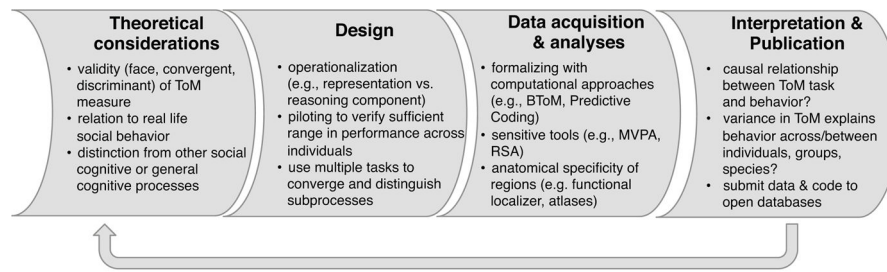 Theoretical
considerations
• validity (face, convergent,
discriminant) of ToM
measure
• relation to real life
social behavior
• distinction from other social
cognitive or general
cognitive processes
Design
• operationalization
(e.g., representation vs.
reasoning component)
• piloting to verify sufficient
range in performance across
individuals
• use multiple tasks to
converge and distinguish
subprocesses
Data acquisition
& analyses
• formalizing with
computational approaches
(e.g., BToM, Predictive
Coding)
• sensitive tools (e.g., MVPA,
RSA)
• anatomical specificity of
regions (e.g. functional
localizer, atlases)
Interpretation &
Publication
• causal relationship
between ToM task
and behavior?
• variance in ToM explains
behavior across/between
individuals, groups,
species?
• submit data & code to
open databases